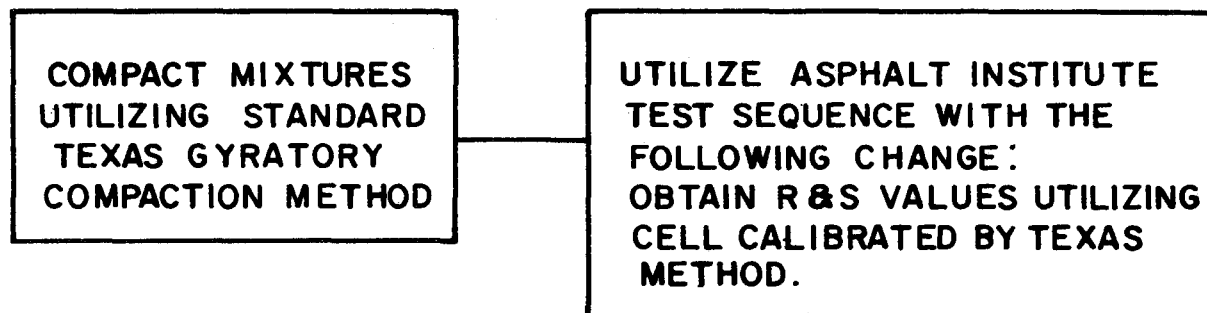 COMPACT MIXTURES
UTILIZING STANDARD
TEXAS GYRATORY
COMPACTION METHOD
UTILIZE ASPHALT INSTITUTE
TEST SEQUENCE WITH THE
FOLLOWING CHANGE:
OBTAIN R&S VALUES UTILIZING
CELL CALIBRATED BY TEXAS
METHOD.